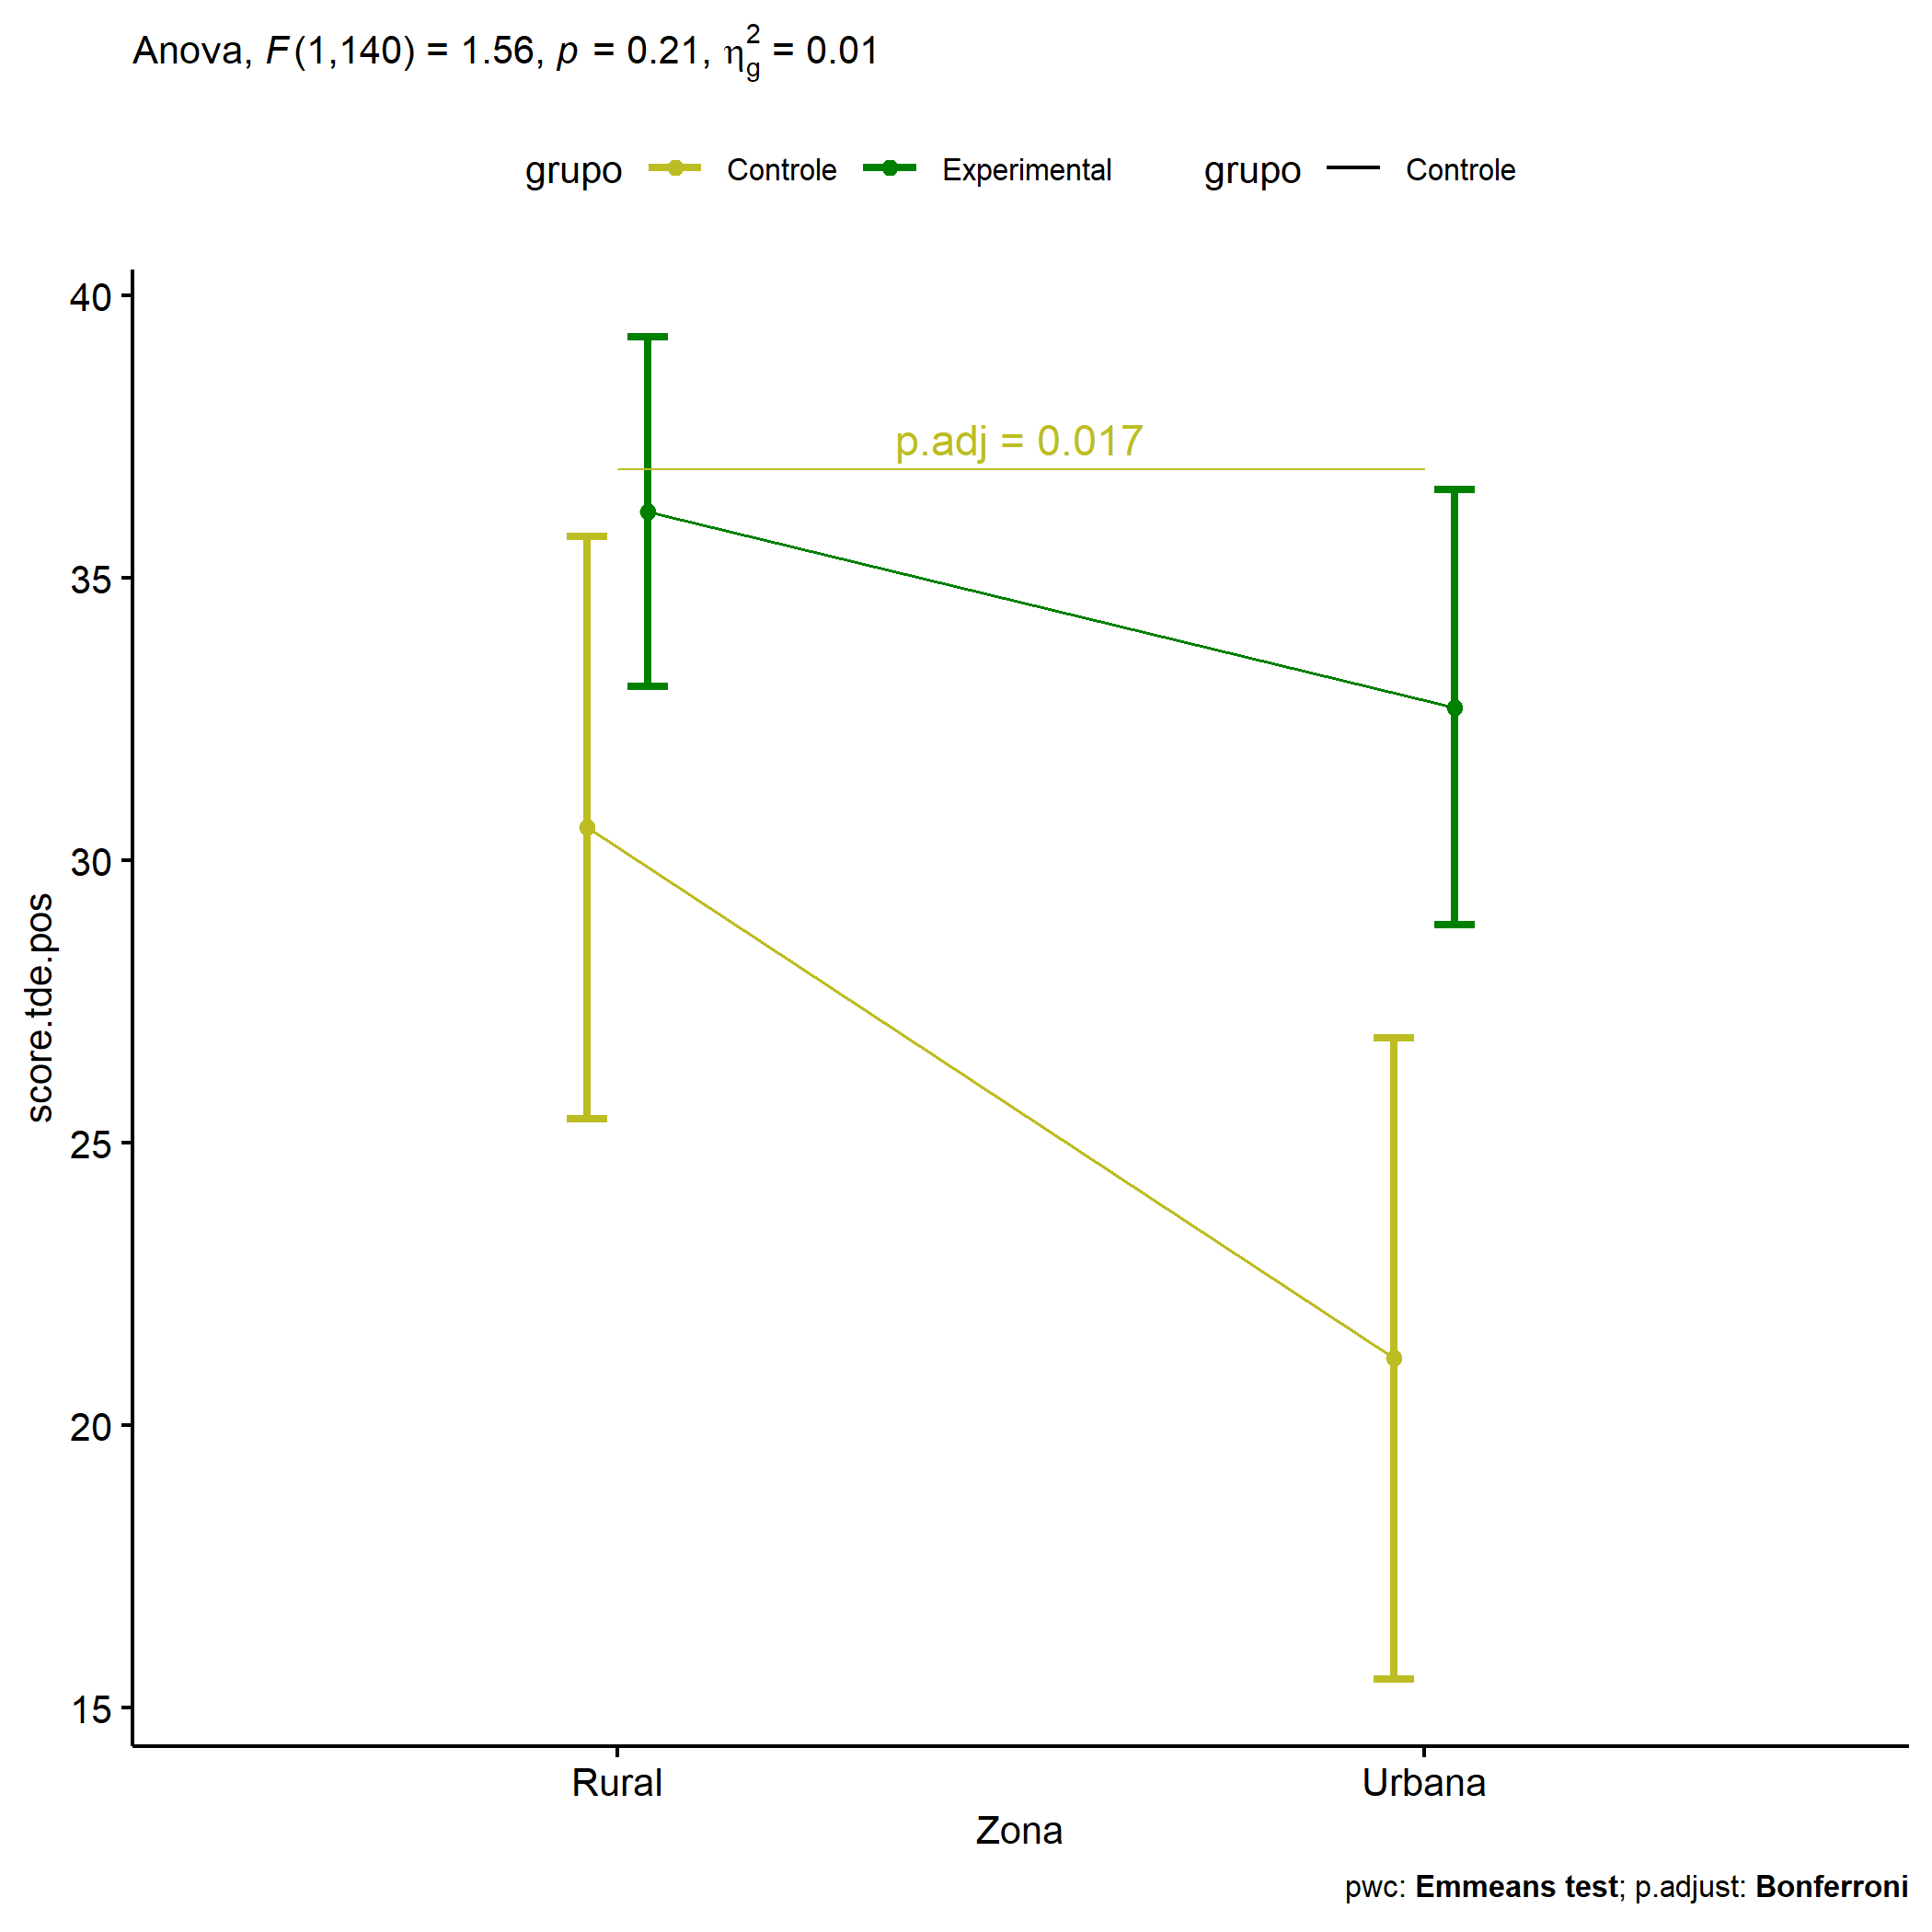 Anova, F(1,140) = 1.56, p = 0.21, η²g = 0.01
grupo Controle Experimental grupo Controle
40
35
30
25
20
15
score.tde.pos
p.adj = 0.017
Rural Urbana
Zona
pwc: Emmeans test; p.adjust: Bonferroni